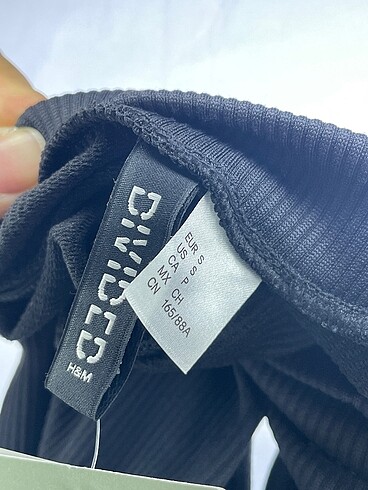 DIVIDED
H&M
EUR S
US S
CA P
MX CH
CN 165/88A